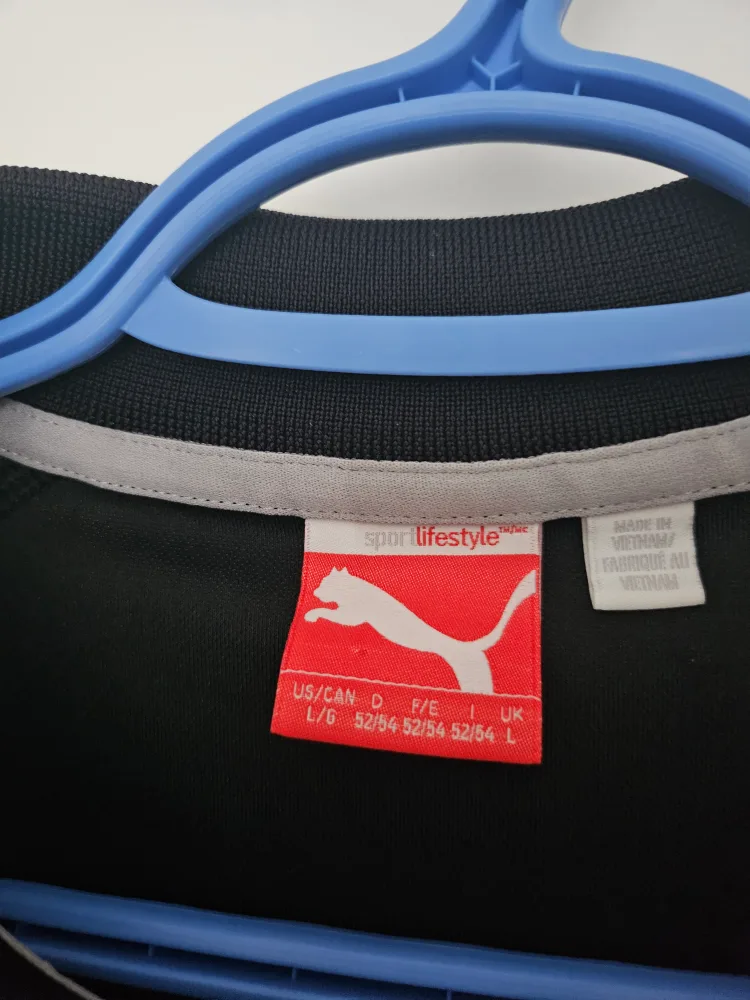 sportlifestyle™/MC
US/CAN D F/E I UK
L/G 52/54 52/54 52/54 L
MADE IN
VIETNAM/
FABRIQUÉ AU
VIETNAM